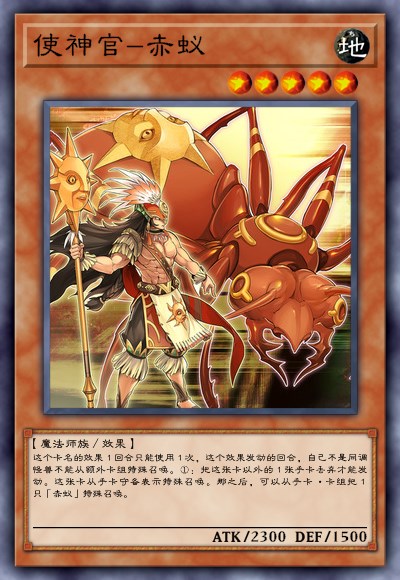 使神官-赤蚁
地
【魔法师族／效果】
这个卡名的效果1回合只能使用1次，这个效果发动的回合，自己不是同调
怪兽不能从额外卡组特殊召唤。①：把这张卡以外的1张手卡丢弃才能发
动。这张卡从手卡守备表示特殊召唤。那之后，可以从手卡·卡组把1
只「赤蚁」特殊召唤。
ATK/2300 DEF/1500